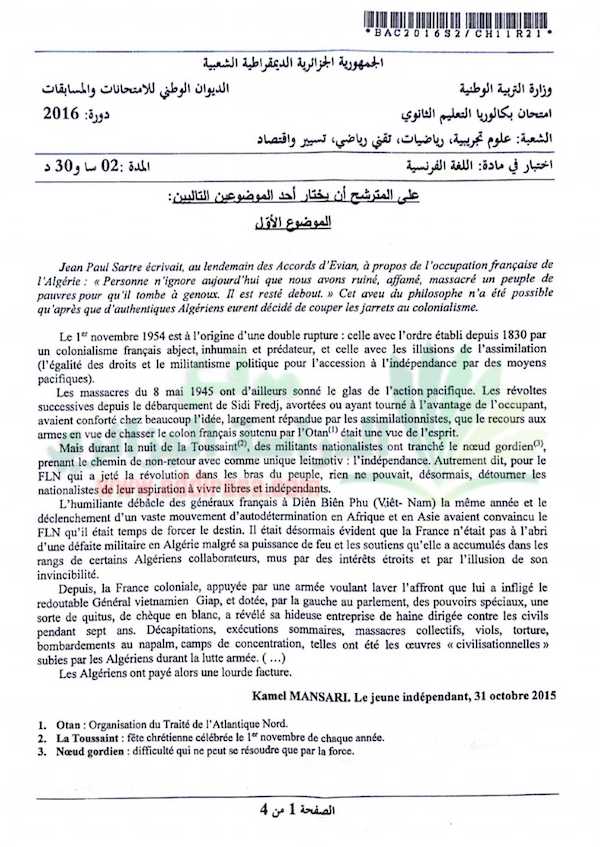 *BAC2016S2/CH11R21*
الجمهورية الجزائرية الديمقراطية الشعبية
وزارة التربية الوطنية الديوان الوطني للامتحانات والمسابقات
امتحان بكالوريا التعليم الثانوي دورة: 2016
الشعبة: علوم تجريبية، رياضيات، تقني رياضي، تسيير واقتصاد
اختبار في مادة: اللغة الفرنسية المدة :02 سا و30 د
على المترشح أن يختار أحد الموضوعين التاليين:
الموضوع الأوّل
Jean Paul Sartre écrivait, au lendemain des Accords d'Evian, à propos de l'occupation française de
l'Algérie : « Personne n'ignore aujourd'hui que nous avons ruiné, affamé, massacré un peuple de
pauvres pour qu'il tombe à genoux. Il est resté debout. » Cet aveu du philosophe n'a été possible
qu'après que d'authentiques Algériens eurent décidé de couper les jarrets au colonialisme.
Le 1er novembre 1954 est à l'origine d'une double rupture : celle avec l'ordre établi depuis 1830 par
un colonialisme français abject, inhumain et prédateur, et celle avec les illusions de l'assimilation
(l'égalité des droits et le militantisme politique pour l'accession à l'indépendance par des moyens
pacifiques).
Les massacres du 8 mai 1945 ont d'ailleurs sonné le glas de l'action pacifique. Les révoltes
successives depuis le débarquement de Sidi Fredj, avortées ou ayant tourné à l'avantage de l'occupant,
avaient conforté chez beaucoup l'idée, largement répandue par les assimilationnistes, que le recours aux
armes en vue de chasser le colon français soutenu par l'Otan(1) était une vue de l'esprit.
Mais durant la nuit de la Toussaint(2), des militants nationalistes ont tranché le nœud gordien(3),
prenant le chemin de non-retour avec comme unique leitmotiv : l'indépendance. Autrement dit, pour le
FLN qui a jeté la révolution dans les bras du peuple, rien ne pouvait, désormais, détourner les
nationalistes de leur aspiration à vivre libres et indépendants.
L'humiliante débâcle des généraux français à Diên Biên Phu (Viêt- Nam) la même année et le
déclenchement d'un vaste mouvement d'autodétermination en Afrique et en Asie avaient convaincu le
FLN qu'il était temps de forcer le destin. Il était désormais évident que la France n'était pas à l'abri
d'une défaite militaire en Algérie malgré sa puissance de feu et les soutiens qu'elle a accumulés dans les
rangs de certains Algériens collaborateurs, mus par des intérêts étroits et par l'illusion de son
invincibilité.
Depuis, la France coloniale, appuyée par une armée voulant laver l'affront que lui a infligé le
redoutable Général vietnamien Giap, et dotée, par la gauche au parlement, des pouvoirs spéciaux, une
sorte de quitus, de chèque en blanc, a révélé sa hideuse entreprise de haine dirigée contre les civils
pendant sept ans. Décapitations, exécutions sommaires, massacres collectifs, viols, torture,
bombardements au napalm, camps de concentration, telles ont été les œuvres « civilisationnelles »
subies par les Algériens durant la lutte armée. ( ...)
Les Algériens ont payé alors une lourde facture.
Kamel MANSARI. Le jeune indépendant, 31 octobre 2015
1. Otan : Organisation du Traité de l'Atlantique Nord.
2. La Toussaint : fête chrétienne célébrée le 1er novembre de chaque année.
3. Nœud gordien : difficulté qui ne peut se résoudre que par la force.
الصفحة 1 من 4